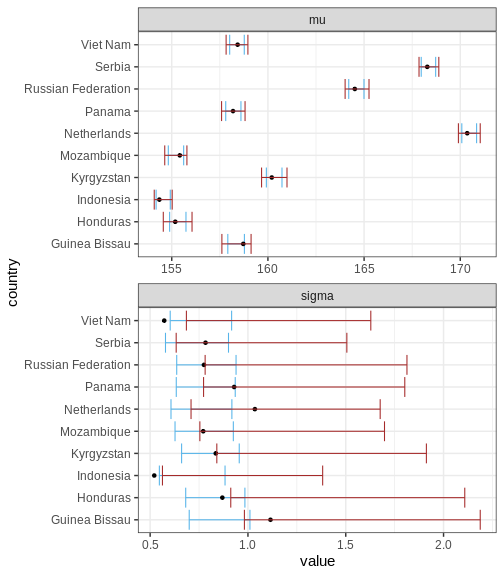 mu
Viet Nam
Serbia
Russian Federation
Panama
Netherlands
Mozambique
Kyrgyzstan
Indonesia
Honduras
Guinea Bissau
155 160 165 170
country
sigma
Viet Nam
Serbia
Russian Federation
Panama
Netherlands
Mozambique
Kyrgyzstan
Indonesia
Honduras
Guinea Bissau
0.5 1.0 1.5 2.0
value